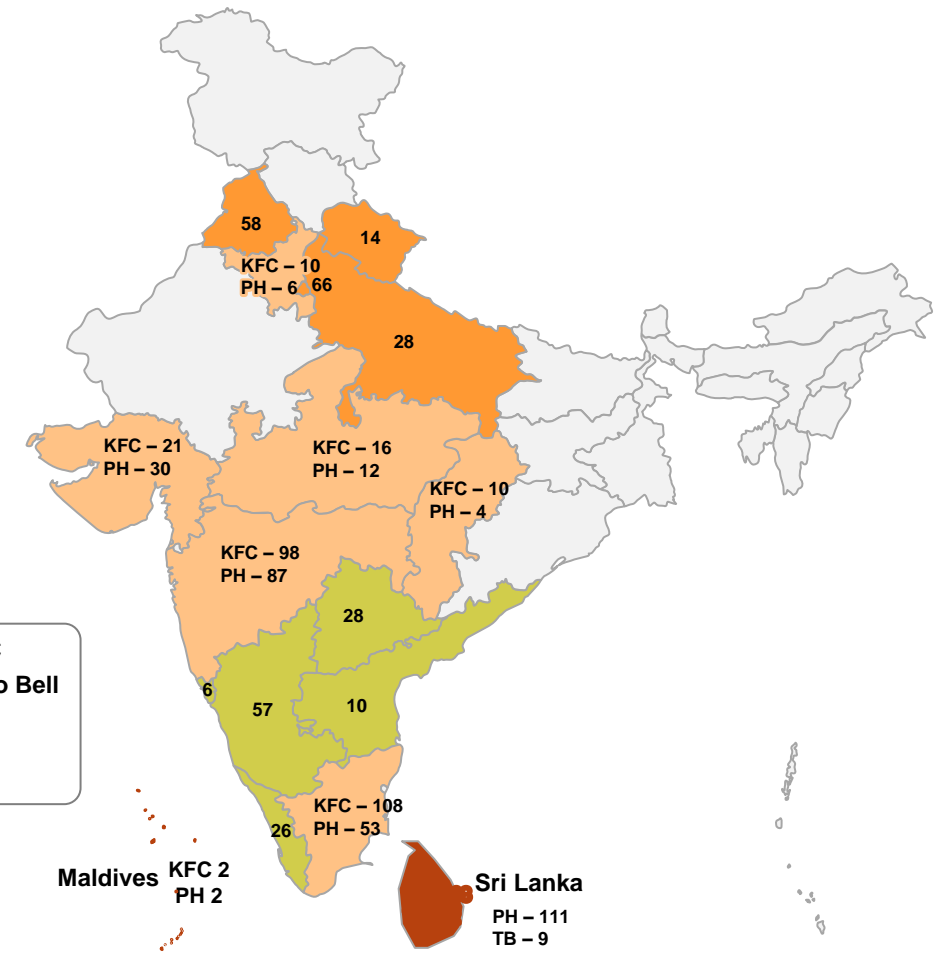 58
14
KFC – 10
PH – 6
66
28
KFC – 21
PH – 30
KFC – 16
PH – 12
KFC – 10
PH – 4
KFC – 98
PH – 87
28
Bell
6
57
10
KFC – 108
PH – 53
26
Maldives
KFC 2
PH 2
Sri Lanka
PH – 111
TB – 9